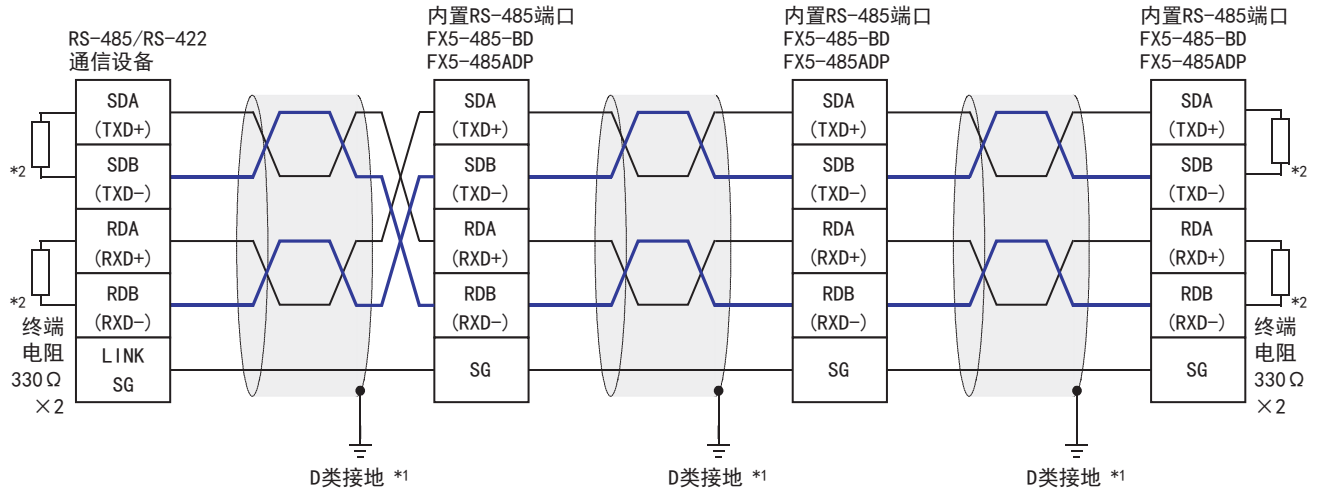 RS-485/RS-422
通信设备
SDA
(TXD+)
SDB
(TXD-)
RDA
(RXD+)
RDB
(RXD-)
LINK
SG
*2
*2
终端
电阻
330Ω
×2
内置RS-485端口
FX5-485-BD
FX5-485ADP
SDA
(TXD+)
SDB
(TXD-)
RDA
(RXD+)
RDB
(RXD-)
SG
内置RS-485端口
FX5-485-BD
FX5-485ADP
SDA
(TXD+)
SDB
(TXD-)
RDA
(RXD+)
RDB
(RXD-)
SG
内置RS-485端口
FX5-485-BD
FX5-485ADP
SDA
(TXD+)
SDB
(TXD-)
RDA
(RXD+)
RDB
(RXD-)
SG
*2
*2
终端
电阻
330Ω
×2
D类接地 *1
D类接地 *1
D类接地 *1